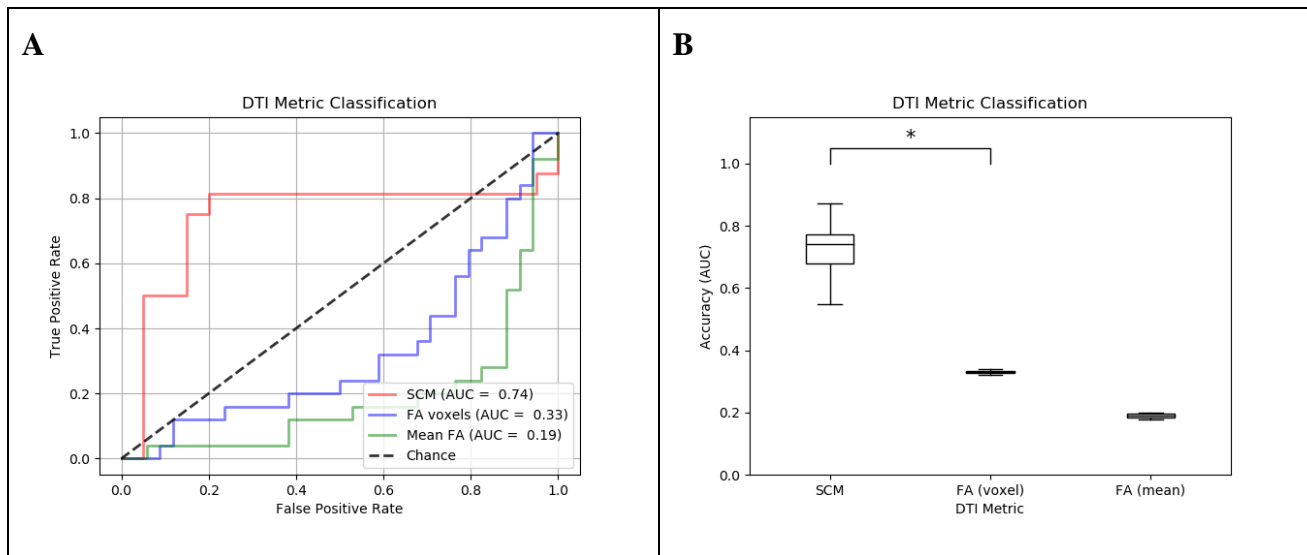 A
DTI Metric Classification
True Positive Rate
1.0
0.8
0.6
0.4
0.2
0.0
SCM (AUC = 0.74)
FA voxels (AUC = 0.33)
Mean FA (AUC = 0.19)
Chance
0.0 0.2 0.4 0.6 0.8 1.0
False Positive Rate
B
DTI Metric Classification
*
Accuracy (AUC)
1.0
0.8
0.6
0.4
0.2
0.0
SCM FA (voxel) FA (mean)
DTI Metric